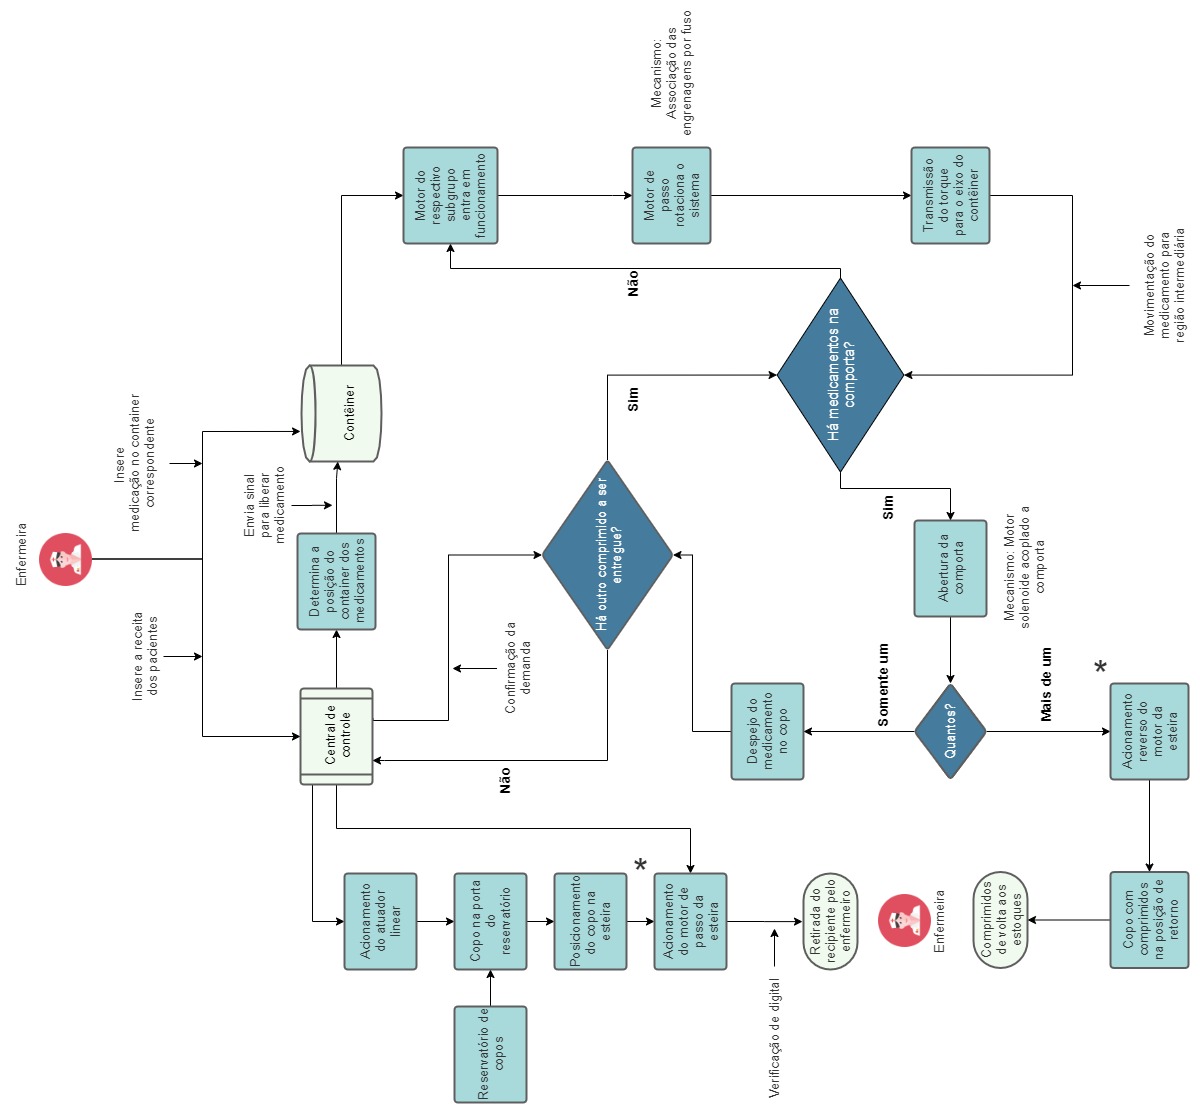 Enfermeira
Insere a receita
dos pacientes
Insere
medicação no container
correspondente
Central de
controle
Determina a
posição do
container dos
medicamentos
Envia sinal
para liberar
medicamento
Contêiner
Motor do
respectivo
subgrupo
entra em
funcionamento
Motor de
passo
rotaciona o
sistema
Mecanismo:
Associação das
engrenagens por fuso
Transmissão
do torque
para o eixo do
contêiner
Movimentação do
medicamento para
região intermediária
Há medicamentos na
comporta?
Não
Sim
Sim
Há outro comprimido a ser
entregue?
Confirmação da
demanda
Não
Abertura da
comporta
Mecanismo: Motor
solenóide acoplado a
comporta
Quantos?
Somente um
Mais de um
Despejo do
medicamento
no copo
*
Acionamento
reverso do
motor da
esteira
Copo com
comprimidos
na posição de
retorno
Comprimidos
de volta aos
estoques
Acionamento
do atuador
linear
Copo na porta
do
reservatório
Reservatório de
copos
Posicionamento
do copo na
esteira
*
Acionamento
do motor de
passo da
esteira
Verificação de digital
Retirada do
recipiente pelo
enfermeiro
Enfermeira